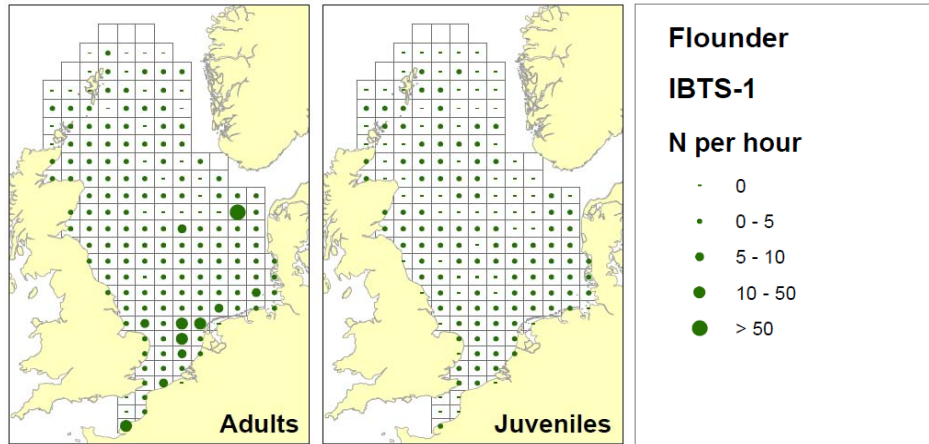 Adults
Juveniles
Flounder
IBTS-1
N per hour
- 0
0 - 5
5 - 10
10 - 50
> 50